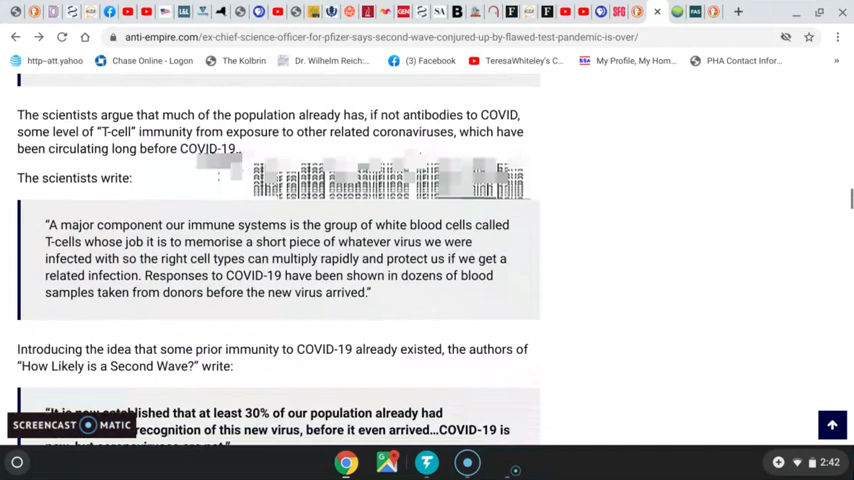 anti-empire.com/ex-chief-science-officer-for-pfizer-says-second-wave-conjured-up-by-flawed-test-pandemic-is-over/
http--att.yahoo
Chase Online - Logon
The Kolbrin
Dr. Wilhelm Reich:...
(3) Facebook
TeresaWhiteley's C...
My Profile, My Hom...
PHA Contact Infor...
The scientists argue that much of the population already has, if not antibodies to COVID,
some level of “T-cell” immunity from exposure to other related coronaviruses, which have
been circulating long before COVID-19..
The scientists write:
“A major component our immune systems is the group of white blood cells called
T-cells whose job it is to memorise a short piece of whatever virus we were
infected with so the right cell types can multiply rapidly and protect us if we get a
related infection. Responses to COVID-19 have been shown in dozens of blood
samples taken from donors before the new virus arrived.”
Introducing the idea that some prior immunity to COVID-19 already existed, the authors of
“How Likely is a Second Wave?” write:
“It is now established that at least 30% of our population already had
recognition of this new virus, before it even arrived…COVID-19 is
SCREENCAST MATIC
2:42